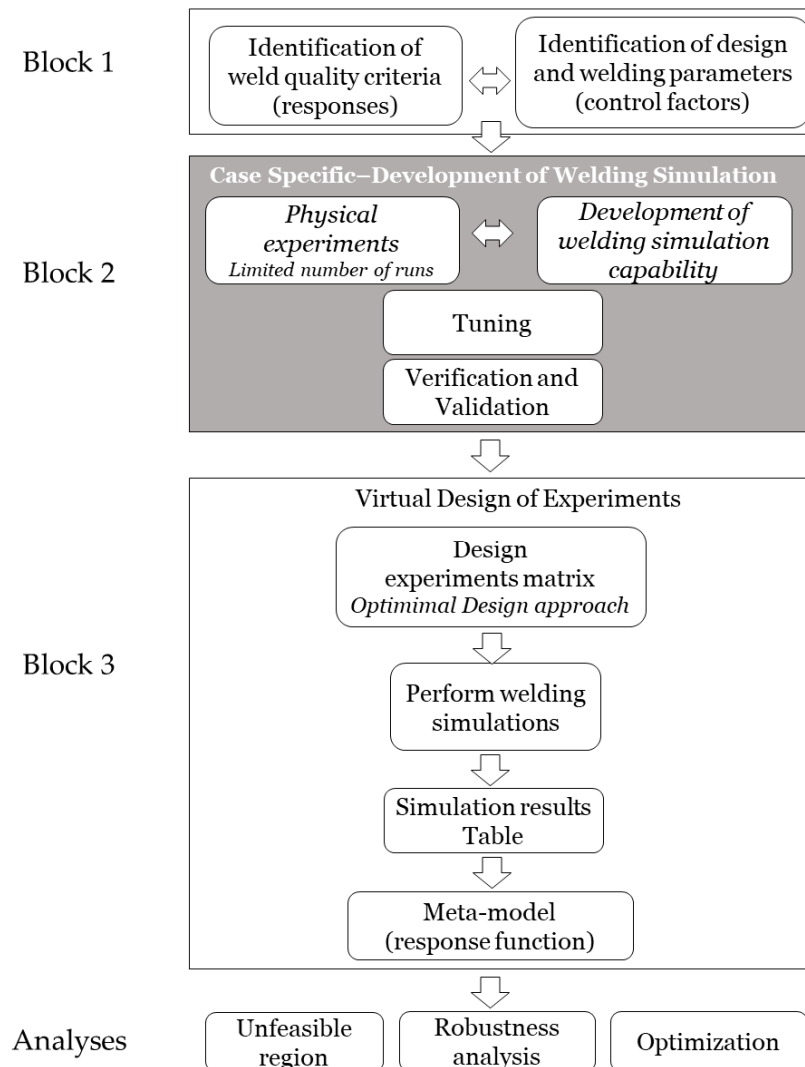 Block 1
Identification of
weld quality criteria
(responses)
Identification of design
and welding parameters
(control factors)
Block 2
Case Specific–Development of Welding Simulation
Physical
experiments
Limited number of runs
Development of
welding simulation
capability
Tuning
Verification and
Validation
Block 3
Virtual Design of Experiments
Design
experiments matrix
Optimimal Design approach
Perform welding
simulations
Simulation results
Table
Meta-model
(response function)
Analyses
Unfeasible
region
Robustness
analysis
Optimization